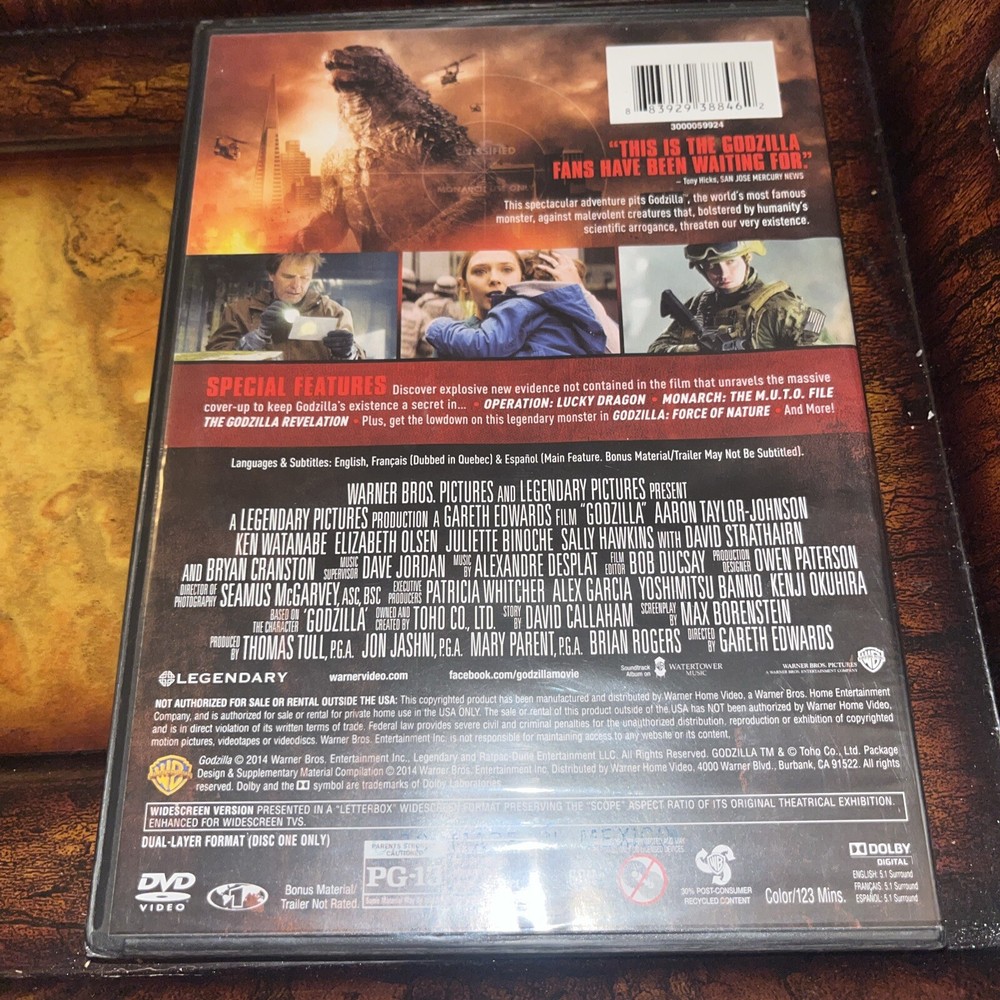 8 83929 38846 2
3000059924
CLASSIFIED
MONARCH USE ONLY
“THIS IS THE GODZILLA
FANS HAVE BEEN WAITING FOR.”
– Tony Hicks, SAN JOSE MERCURY NEWS
This spectacular adventure pits Godzilla™, the world's most famous
monster, against malevolent creatures that, bolstered by humanity's
scientific arrogance, threaten our very existence.
SPECIAL FEATURES Discover explosive new evidence not contained in the film that unravels the massive
cover-up to keep Godzilla's existence a secret in... • OPERATION: LUCKY DRAGON • MONARCH: THE M.U.T.O. FILE
THE GODZILLA REVELATION • Plus, get the lowdown on this legendary monster in GODZILLA: FORCE OF NATURE • And More!
Languages & Subtitles: English, Français (Dubbed in Quebec) & Español (Main Feature. Bonus Material/Trailer May Not Be Subtitled).
WARNER BROS. PICTURES AND LEGENDARY PICTURES PRESENT
A LEGENDARY PICTURES PRODUCTION A GARETH EDWARDS FILM “GODZILLA” AARON TAYLOR-JOHNSON
KEN WATANABE ELIZABETH OLSEN JULIETTE BINOCHE SALLY HAWKINS WITH DAVID STRATHAIRN
AND BRYAN CRANSTON MUSIC SUPERVISOR DAVE JORDAN MUSIC BY ALEXANDRE DESPLAT FILM EDITOR BOB DUCSAY PRODUCTION DESIGNER OWEN PATERSON
DIRECTOR OF PHOTOGRAPHY SEAMUS McGARVEY, ASC, BSC EXECUTIVE PRODUCERS PATRICIA WHITCHER ALEX GARCIA YOSHIMITSU BANNO KENJI OKUHIRA
BASED ON THE CHARACTER ‘GODZILLA’ OWNED AND CREATED BY TOHO CO., LTD. STORY BY DAVID CALLAHAM SCREENPLAY BY MAX BORENSTEIN
PRODUCED BY THOMAS TULL, P.G.A. JON JASHNI, P.G.A. MARY PARENT, P.G.A. BRIAN ROGERS DIRECTED BY GARETH EDWARDS
LEGENDARY warnervideo.com facebook.com/godzillamovie Soundtrack Album on WATERTOWER MUSIC WARNER BROS. PICTURES
A WARNER BROS. ENTERTAINMENT COMPANY
NOT AUTHORIZED FOR SALE OR RENTAL OUTSIDE THE USA: This copyrighted product has been manufactured and distributed by Warner Home Video, a Warner Bros. Home Entertainment
Company, and is authorized for sale or rental for private home use in the USA ONLY. The sale or rental of this product outside of the USA has NOT been authorized by Warner Home Video,
and is in direct violation of its written terms of trade. Federal law provides severe civil and criminal penalties for the unauthorized distribution, reproduction or exhibition of copyrighted
motion pictures, videotapes or videodiscs. Warner Bros. Entertainment Inc. is not responsible for maintaining access to any website or its content.
Godzilla © 2014 Warner Bros. Entertainment Inc., Legendary and Ratpac-Dune Entertainment LLC. All Rights Reserved. GODZILLA TM & © Toho Co., Ltd. Package
Design & Supplementary Material Compilation © 2014 Warner Bros. Entertainment Inc. Distributed by Warner Home Video, 4000 Warner Blvd., Burbank, CA 91522. All rights
reserved. Dolby and the DD symbol are trademarks of Dolby Laboratories.
WIDESCREEN VERSION PRESENTED IN A “LETTERBOX” WIDESCREEN FORMAT PRESERVING THE “SCOPE” ASPECT RATIO OF ITS ORIGINAL THEATRICAL EXHIBITION.
ENHANCED FOR WIDESCREEN TVS.
DUAL-LAYER FORMAT (DISC ONE ONLY)
DVD
VIDEO
1
Bonus Material/
Trailer Not Rated.
PARENTS STRONGLY CAUTIONED
PG-13
Some Material May
30% POST-CONSUMER
RECYCLED CONTENT
Color/123 Mins.
DOLBY
DIGITAL
ENGLISH: 5.1 Surround
FRANÇAIS: 5.1 Surround
ESPAÑOL: 5.1 Surround